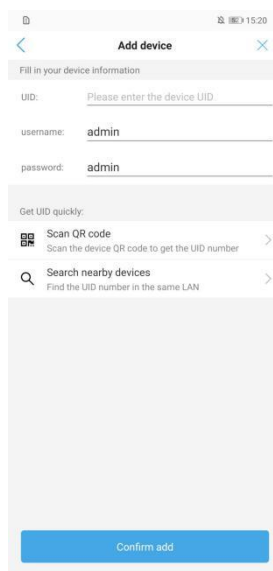 15:20
Add device
Fill in your device information
UID: Please enter the device UID
username: admin
password: admin
Get UID quickly:
Scan QR code
Scan the device QR code to get the UID number
Search nearby devices
Find the UID number in the same LAN
Confirm add